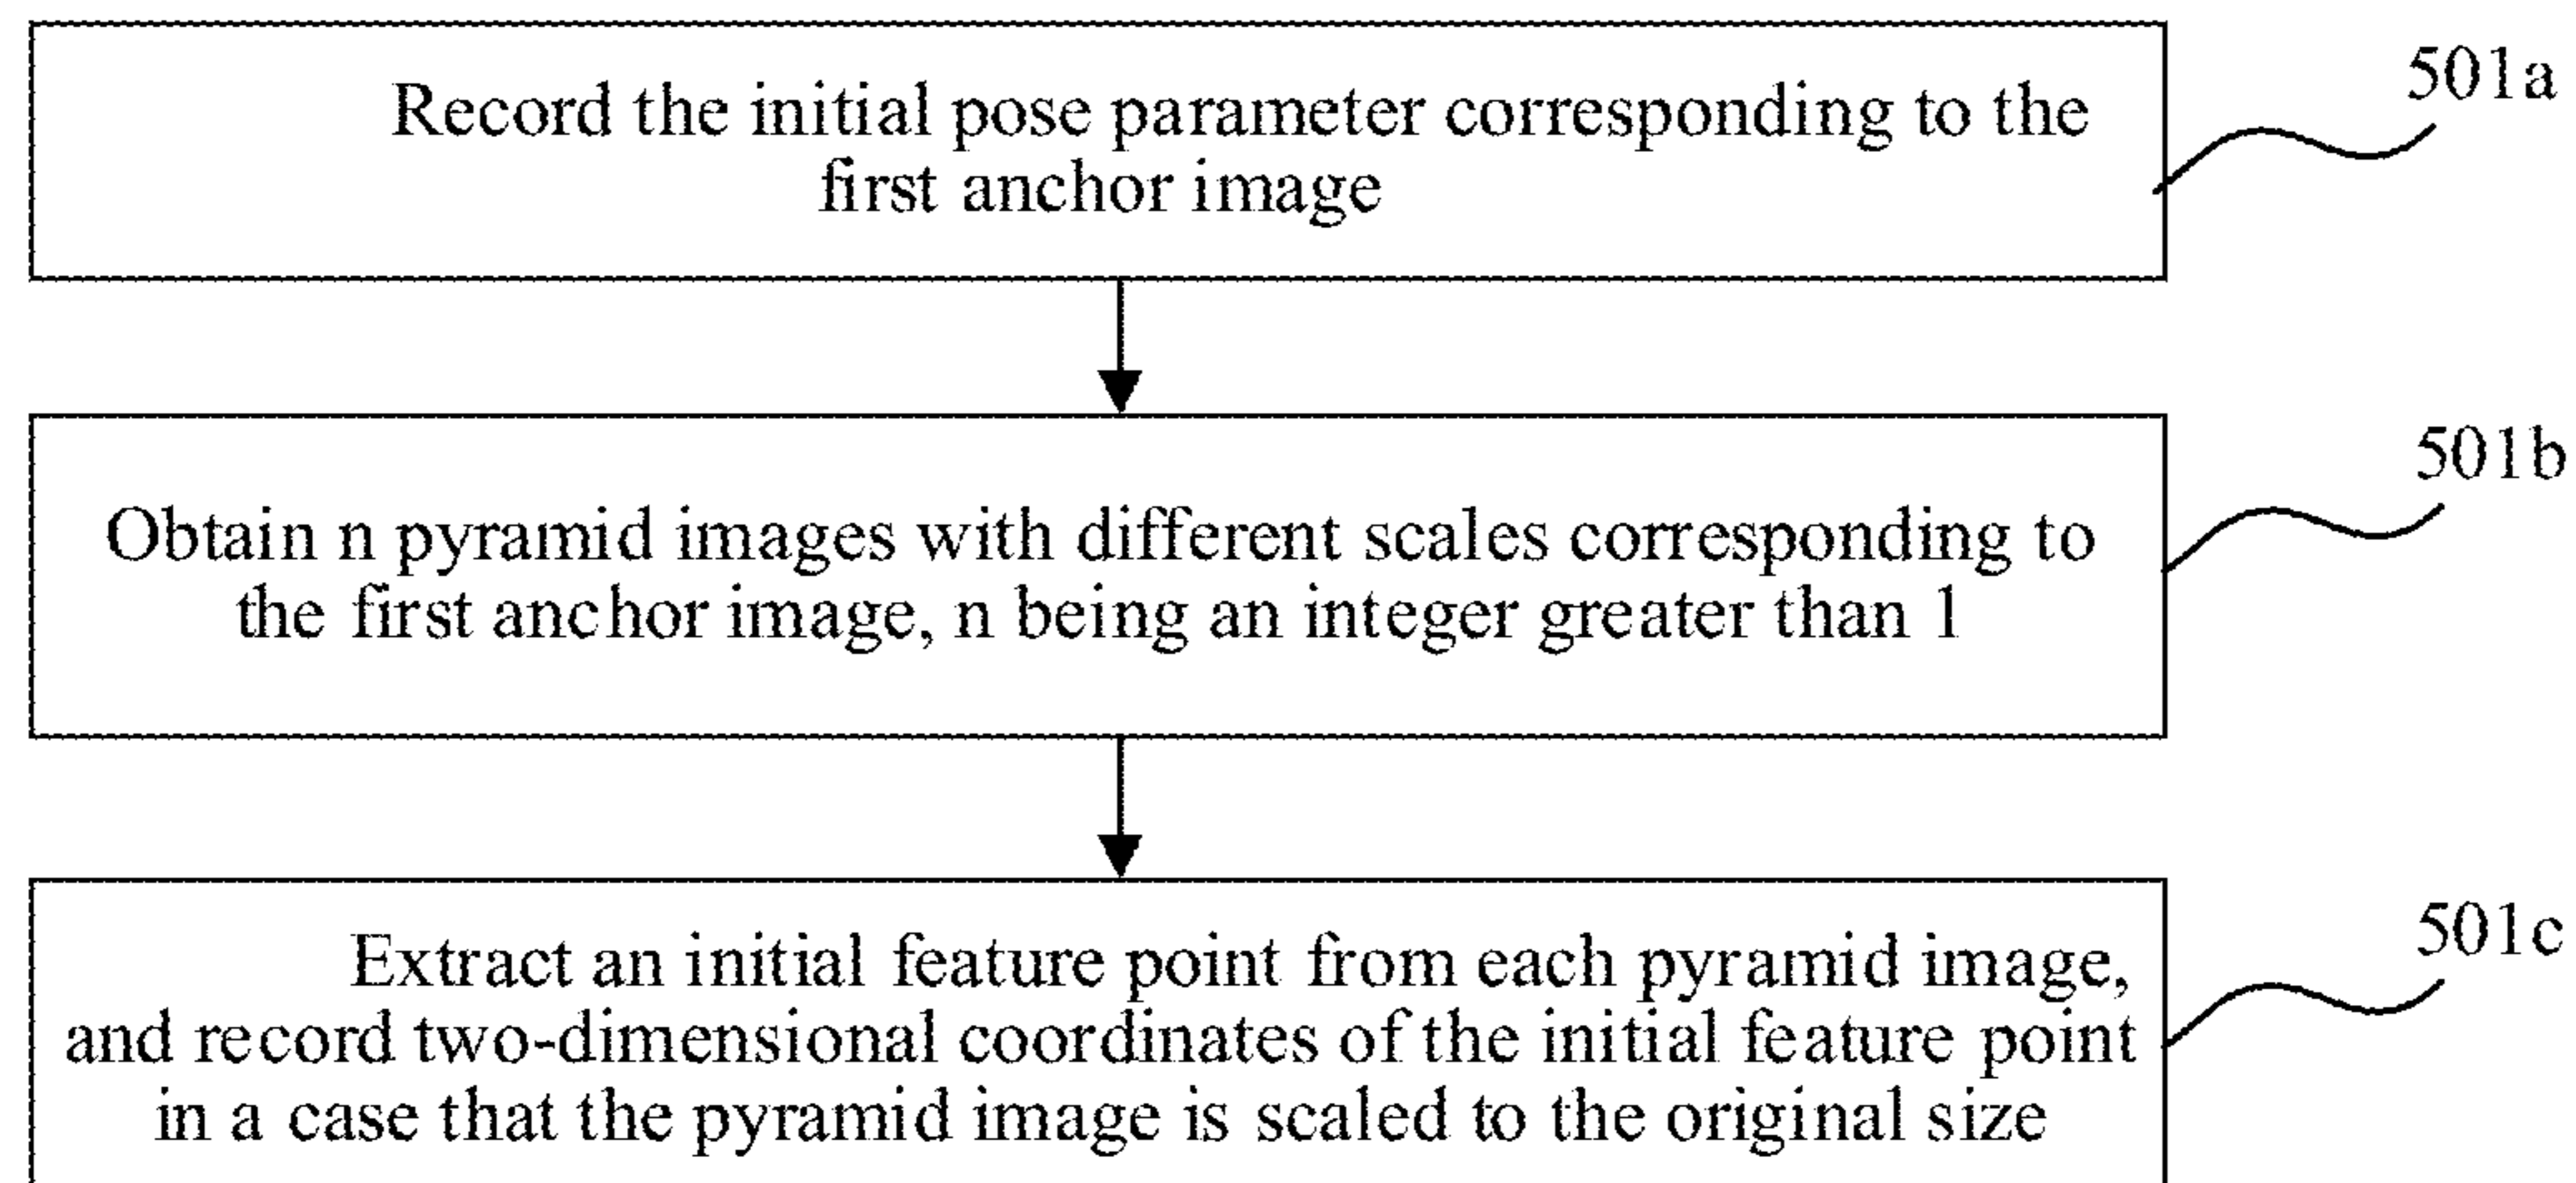 Record the initial pose parameter corresponding to the
first anchor image
501a
Obtain n pyramid images with different scales corresponding to
the first anchor image, n being an integer greater than 1
501b
Extract an initial feature point from each pyramid image,
and record two-dimensional coordinates of the initial feature point
in a case that the pyramid image is scaled to the original size
501c